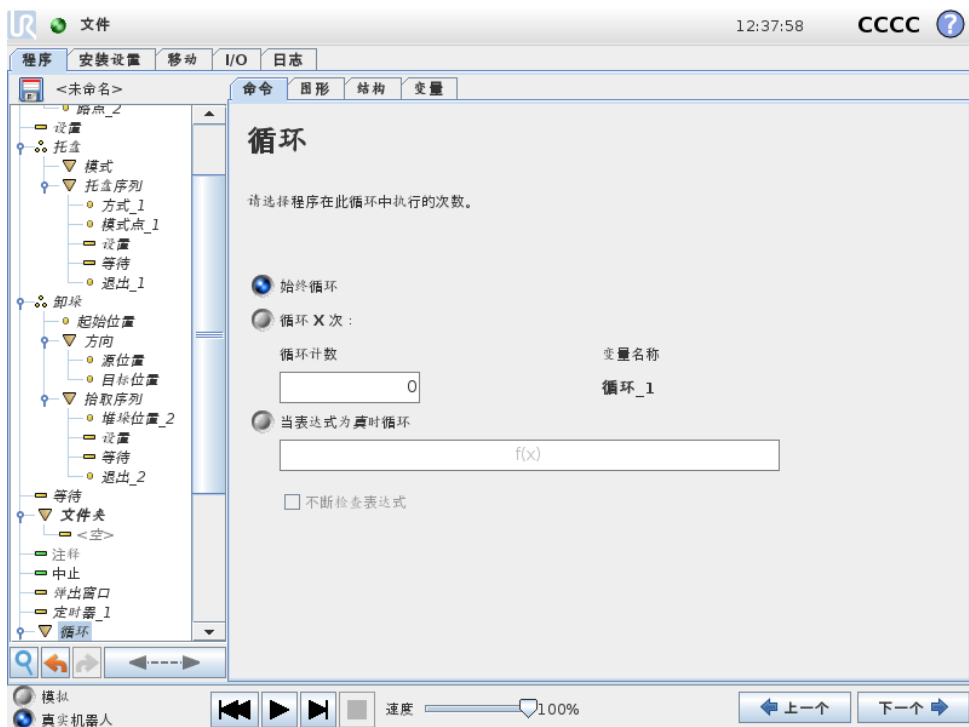 UR 文件 12:37:58 CCCC ?
程序 安装设置 移动 I/O 日志
<未命名>
命令 图形 结构 变量
路点_2
设置
托盘
模式
托盘序列
方式_1
模式点_1
设置
等待
退出_1
卸垛
起始位置
方向
源位置
目标位置
拾取序列
堆垛位置_2
设置
等待
退出_2
等待
文件夹
<空>
注释
中止
弹出窗口
定时器_1
循环
循环
请选择程序在此循环中执行的次数。
始终循环
循环 X 次：
循环计数 变量名称
0 循环_1
当表达式为真时循环
f(x)
不断检查表达式
模拟
真实机器人
速度 100%
上一个 下一个